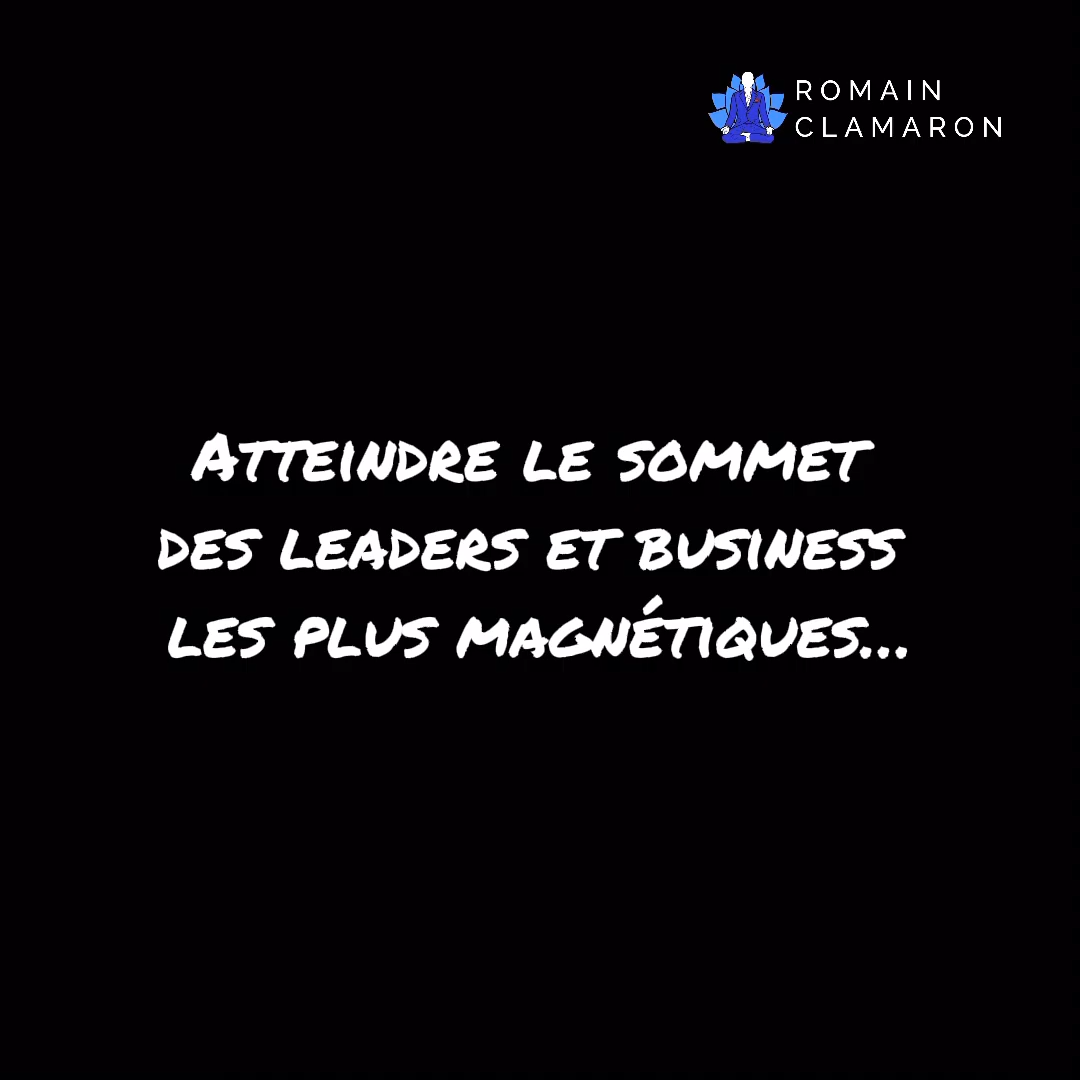 ROMAIN
CLAMARON
ATTEINDRE LE SOMMET
DES LEADERS ET BUSINESS
LES PLUS MAGNÉTIQUES...